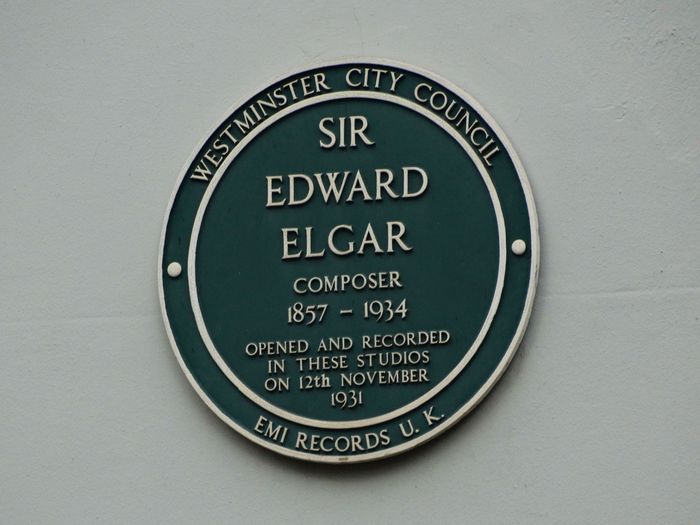 WESTMINSTER CITY COUNCIL
SIR
EDWARD
ELGAR
COMPOSER
1857 – 1934
OPENED AND RECORDED
IN THESE STUDIOS
ON 12th NOVEMBER
1931
EMI RECORDS U. K.